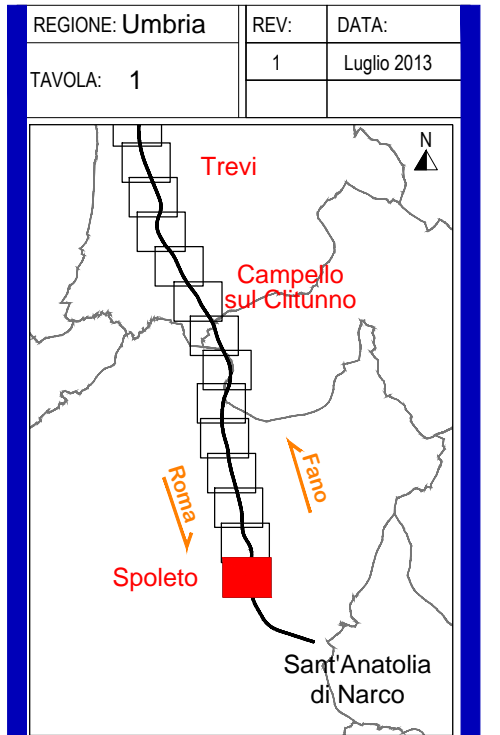 REGIONE: Umbria
REV:
DATA:
TAVOLA: 1
1
Luglio 2013
N
Trevi
Campello
sul Clitunno
Fano
Roma
Spoleto
Sant'Anatolia
di Narco